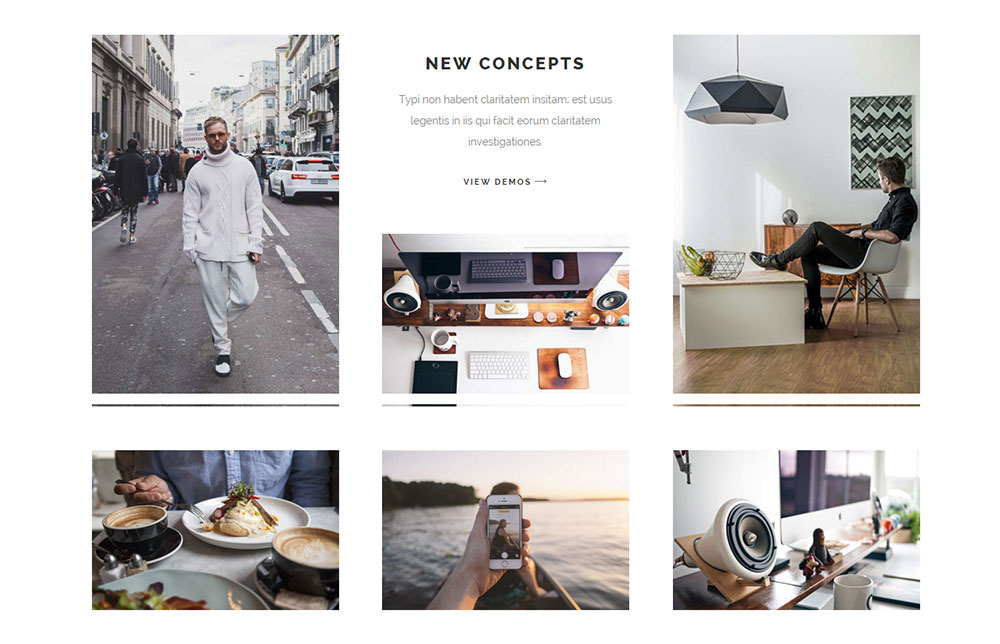 NEW CONCEPTS
Typi non habent claritatem insitam; est usus
legentis in iis qui facit eorum claritatem
investigationes
VIEW DEMOS ⟶